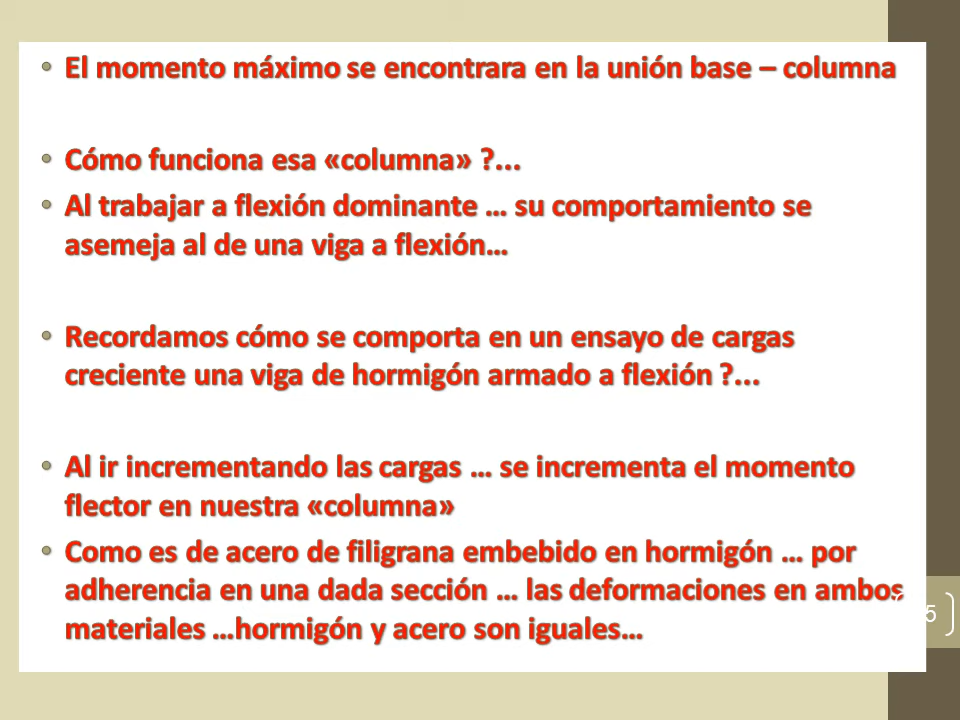 • El momento máximo se encontrara en la unión base – columna
• Cómo funciona esa «columna» ?...
• Al trabajar a flexión dominante ... su comportamiento se
asemeja al de una viga a flexión...
• Recordamos cómo se comporta en un ensayo de cargas
creciente una viga de hormigón armado a flexión ?...
• Al ir incrementando las cargas ... se incrementa el momento
flector en nuestra «columna»
• Como es de acero de filigrana embebido en hormigón ... por
adherencia en una dada sección ... las deformaciones en ambos
materiales ...hormigón y acero son iguales...
5